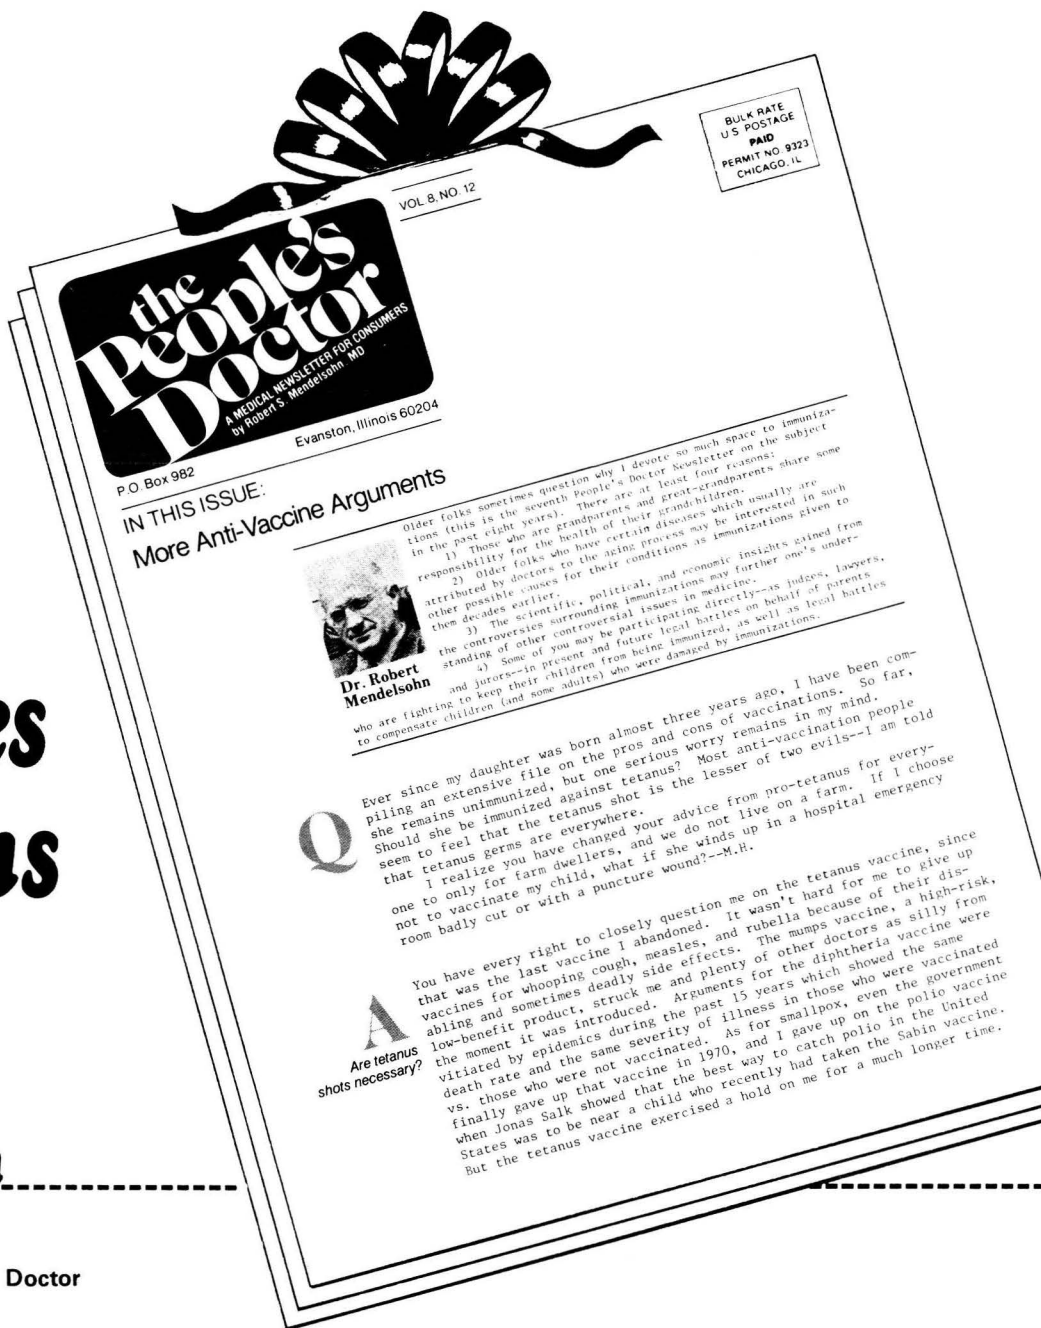 BULK RATE
U.S. POSTAGE
PAID
PERMIT NO. 9323
CHICAGO, IL
VOL. 8, NO. 12
the
People's
Doctor
A MEDICAL NEWSLETTER FOR CONSUMERS
by Robert S. Mendelsohn, MD
P.O. Box 982
Evanston, Illinois 60204
IN THIS ISSUE:
More Anti-Vaccine Arguments
Older folks sometimes question why I devote so much space to immuniza-
tions (this is the seventh People's Doctor Newsletter on the subject
in the past eight years). There are at least four reasons:
1) Those who are grandparents and great-grandparents share some
responsibility for the health of their grandchildren.
2) Older folks who have certain diseases which usually are
attributed by doctors to the aging process may be interested in such
other possible causes for their conditions as immunizations given to
them decades earlier.
3) The scientific, political, and economic insights gained from
the controversies surrounding immunizations may further one's under-
standing of other controversial issues in medicine.
4) Some of you may be participating directly--as judges, lawyers,
and jurors--in present and future legal battles on behalf of parents
who are fighting to keep their children from being immunized, as well as legal battles
to compensate children (and some adults) who were damaged by immunizations.
Dr. Robert
Mendelsohn
Q
Ever since my daughter was born almost three years ago, I have been com-
piling an extensive file on the pros and cons of vaccinations. So far,
she remains unimmunized, but one serious worry remains in my mind.
Should she be immunized against tetanus? Most anti-vaccination people
seem to feel that the tetanus shot is the lesser of two evils--I am told
that tetanus germs are everywhere.
I realize you have changed your advice from pro-tetanus for every-
one to only for farm dwellers, and we do not live on a farm. If I choose
not to vaccinate my child, what if she winds up in a hospital emergency
room badly cut or with a puncture wound?--M.H.
A
Are tetanus
shots necessary?
You have every right to closely question me on the tetanus vaccine, since
that was the last vaccine I abandoned. It wasn't hard for me to give up
vaccines for whooping cough, measles, and rubella because of their dis-
abling and sometimes deadly side effects. The mumps vaccine, a high-risk,
low-benefit product, struck me and plenty of other doctors as silly from
the moment it was introduced. Arguments for the diphtheria vaccine were
vitiated by epidemics during the past 15 years which showed the same
death rate and the same severity of illness in those who were vaccinated
vs. those who were not vaccinated. As for smallpox, even the government
finally gave up that vaccine in 1970, and I gave up on the polio vaccine
when Jonas Salk showed that the best way to catch polio in the United
States was to be near a child who recently had taken the Sabin vaccine.
But the tetanus vaccine exercised a hold on me for a much longer time.
Doctor